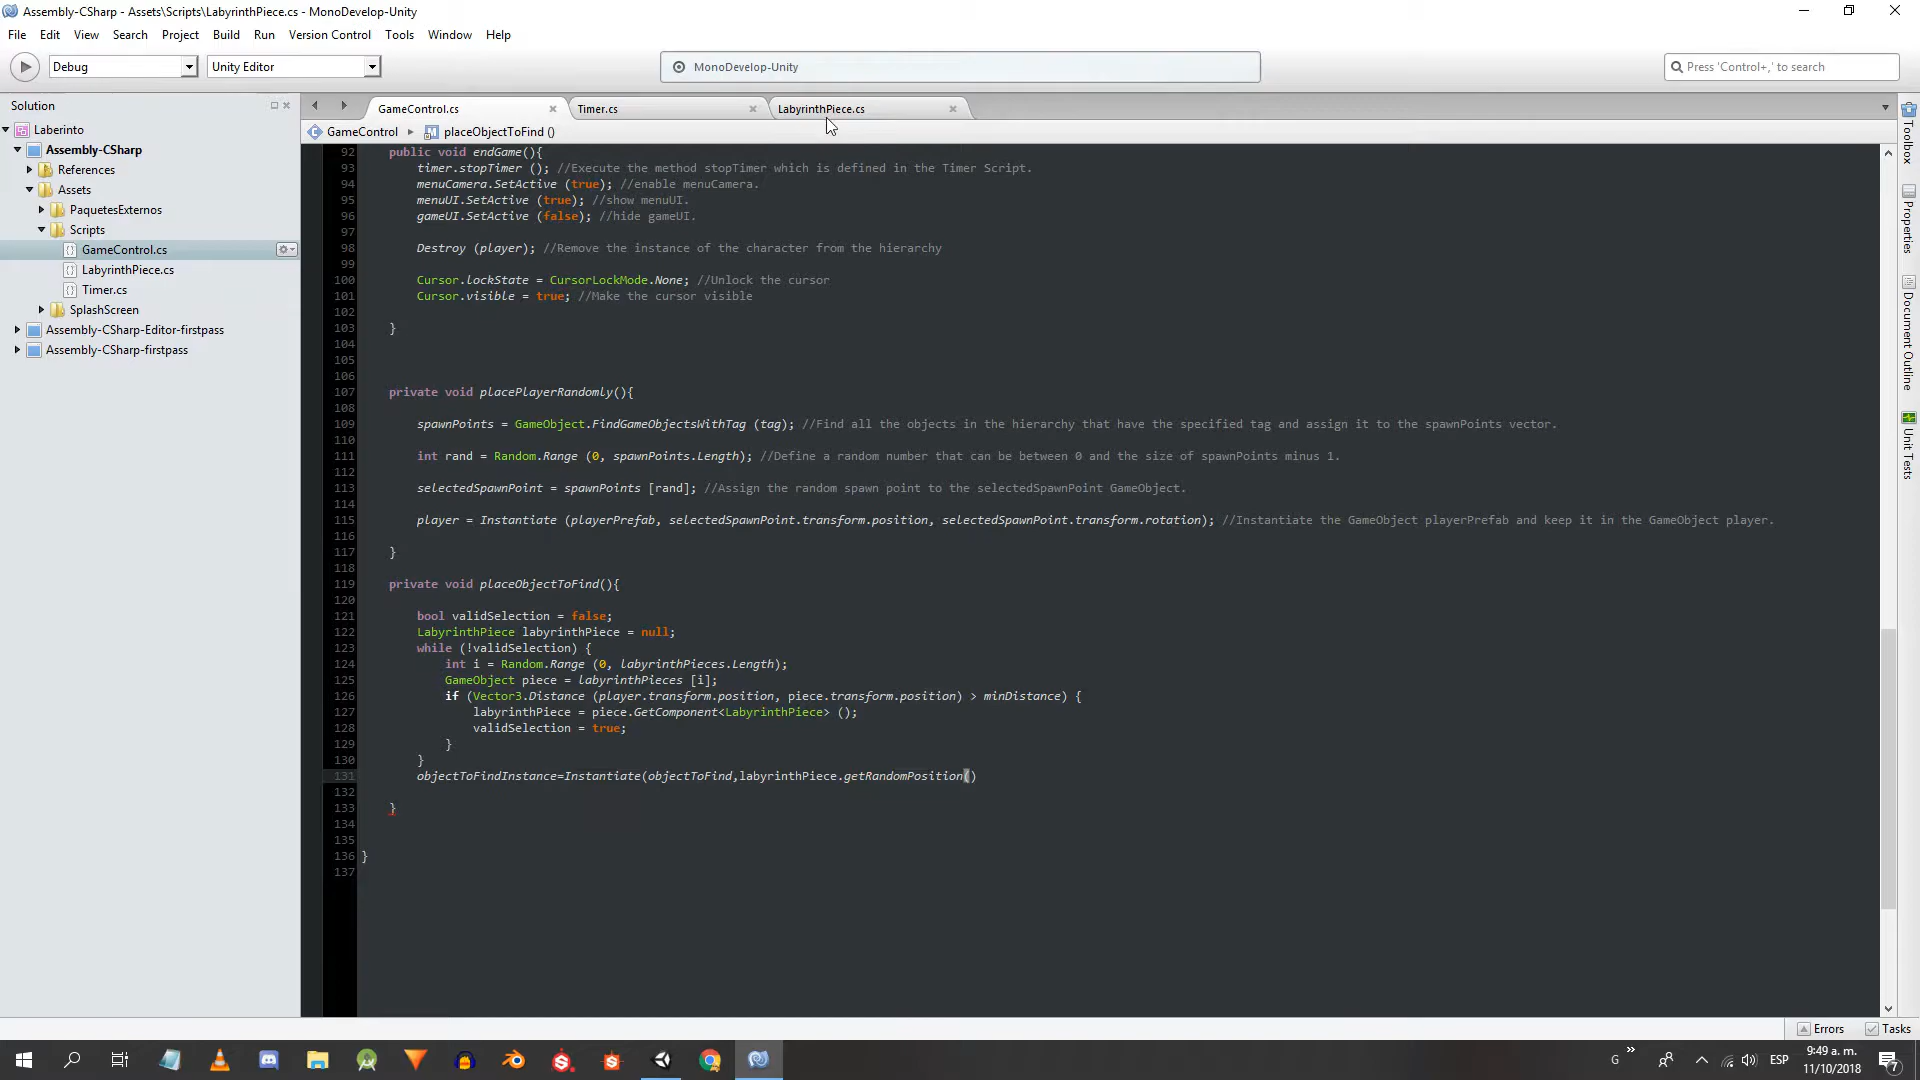 Assembly-CSharp - Assets\Scripts\LabyrinthPiece.cs - MonoDevelop-Unity
File Edit View Search Project Build Run Version Control Tools Window Help
Debug Unity Editor MonoDevelop-Unity Press 'Control+,' to search
Solution
Laberinto
Assembly-CSharp
References
Assets
PaquetesExternos
Scripts
GameControl.cs
LabyrinthPiece.cs
Timer.cs
SplashScreen
Assembly-CSharp-Editor-firstpass
Assembly-CSharp-firstpass
GameControl.cs Timer.cs LabyrinthPiece.cs
GameControl placeObjectToFind ()
92 public void endGame(){
93 timer.stopTimer (); //Execute the method stopTimer which is defined in the Timer Script.
94 menuCamera.SetActive (true); //enable menuCamera.
95 menuUI.SetActive (true); //show menuUI.
96 gameUI.SetActive (false); //hide gameUI.
97
98 Destroy (player); //Remove the instance of the character from the hierarchy
99
100 Cursor.lockState = CursorLockMode.None; //Unlock the cursor
101 Cursor.visible = true; //Make the cursor visible
102
103 }
104
105
106
107 private void placePlayerRandomly(){
108
109 spawnPoints = GameObject.FindGameObjectsWithTag (tag); //Find all the objects in the hierarchy that have the specified tag and assign it to the spawnPoints vector.
110
111 int rand = Random.Range (0, spawnPoints.Length); //Define a random number that can be between 0 and the size of spawnPoints minus 1.
112
113 selectedSpawnPoint = spawnPoints [rand]; //Assign the random spawn point to the selectedSpawnPoint GameObject.
114
115 player = Instantiate (playerPrefab, selectedSpawnPoint.transform.position, selectedSpawnPoint.transform.rotation); //Instantiate the GameObject playerPrefab and keep it in the GameObject player.
116
117 }
118
119 private void placeObjectToFind(){
120
121 bool validSelection = false;
122 LabyrinthPiece labyrinthPiece = null;
123 while (!validSelection) {
124 int i = Random.Range (0, labyrinthPieces.Length);
125 GameObject piece = labyrinthPieces [i];
126 if (Vector3.Distance (player.transform.position, piece.transform.position) > minDistance) {
127 labyrinthPiece = piece.GetComponent<LabyrinthPiece> ();
128 validSelection = true;
129 }
130 }
131 objectToFindInstance=Instantiate(objectToFind,labyrinthPiece.getRandomPosition()
132
133 }
134
135
136 }
137
Toolbox
Properties
Document Outline
Unit Tests
Errors Tasks
G » ESP 9:49 a. m.
11/10/2018 7